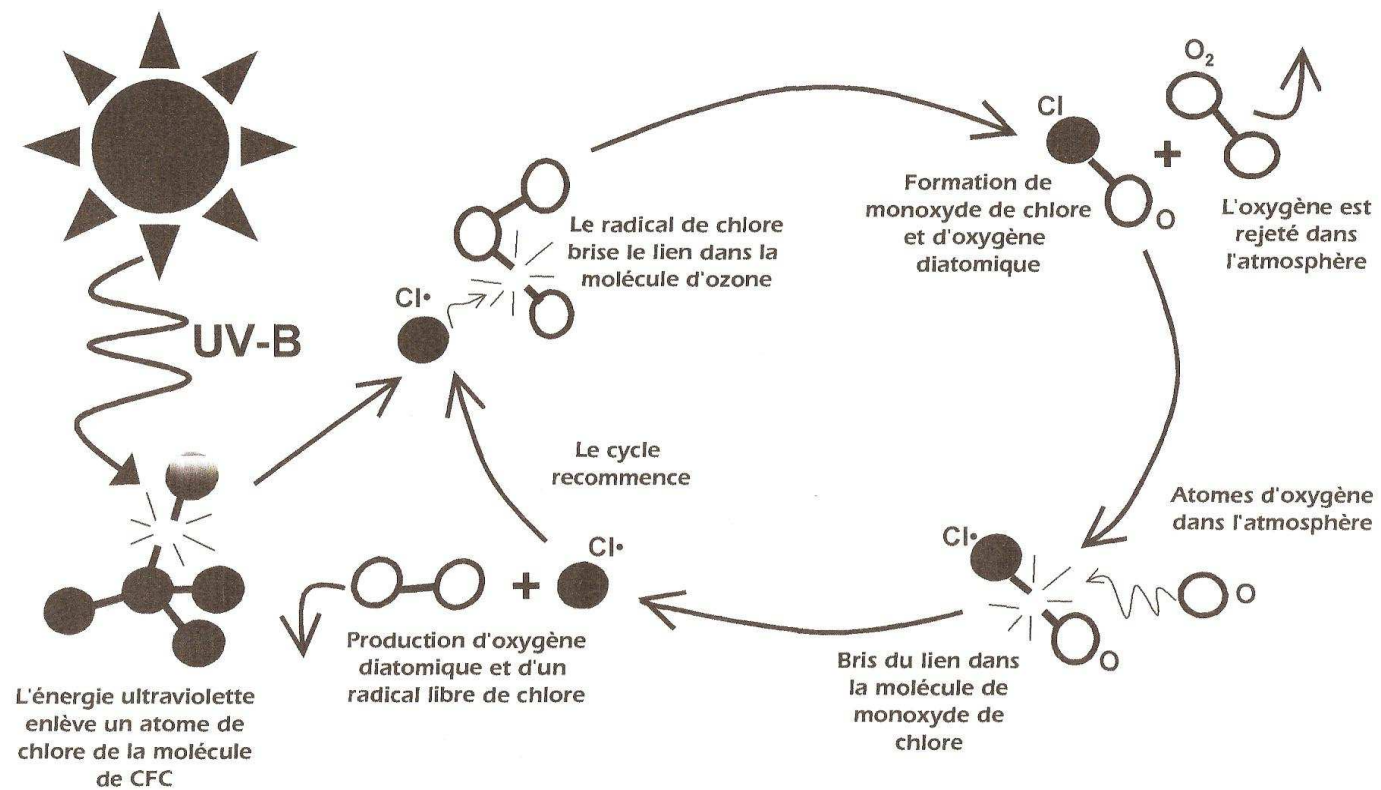 UV-B
L'énergie ultraviolette
enlève un atome de
chlore de la molécule
de CFC
Cl•
Le radical de chlore
brise le lien dans la
molécule d'ozone
Cl
O
Formation de
monoxyde de chlore
et d'oxygène
diatomique
+
O₂
L'oxygène est
rejeté dans
l'atmosphère
Atomes d'oxygène
dans l'atmosphère
O
Cl•
O
Bris du lien dans
la molécule de
monoxyde de
chlore
+
Cl•
Production d'oxygène
diatomique et d'un
radical libre de chlore
Le cycle
recommence